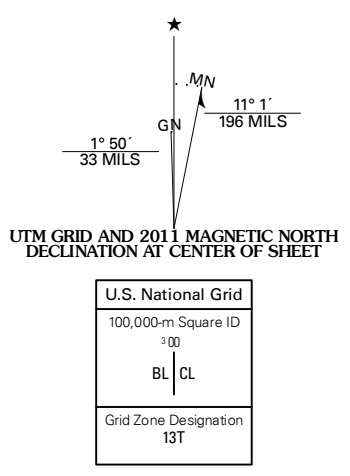 ★
MN
GN
11° 1´
196 MILS
1° 50´
33 MILS
UTM GRID AND 2011 MAGNETIC NORTH
DECLINATION AT CENTER OF SHEET
U.S. National Grid
100,000-m Square ID
³00
BL CL
Grid Zone Designation
13T